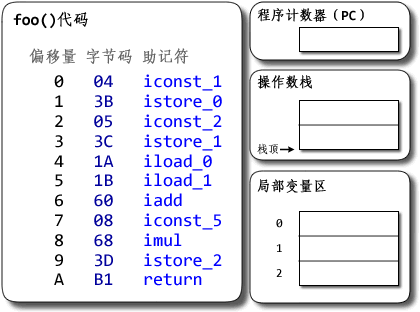 foo()代码
偏移量 字节码 助记符
0 04 iconst_1
1 3B istore_0
2 05 iconst_2
3 3C istore_1
4 1A iload_0
5 1B iload_1
6 60 iadd
7 08 iconst_5
8 68 imul
9 3D istore_2
A B1 return
程序计数器（PC）
操作数栈
栈顶
局部变量区
0
1
2